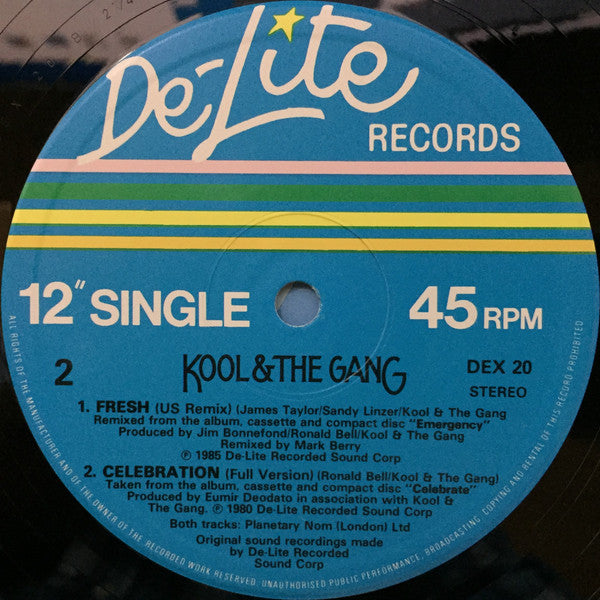 De-Lite
RECORDS
12" SINGLE
45 RPM
2
KOOL & THE GANG
DEX 20
STEREO
1. FRESH (US Remix) (James Taylor/Sandy Linzer/Kool & The Gang
Remixed from the album, cassette and compact disc "Emergency"
Produced by Jim Bonnefond/Ronald Bell/Kool & The Gang
Remixed by Mark Berry
℗ 1985 De-Lite Recorded Sound Corp
2. CELEBRATION (Full Version) (Ronald Bell/Kool & The Gang)
Taken from the album, cassette and compact disc "Celebrate"
Produced by Eumir Deodato in association with Kool &
The Gang. ℗ 1980 De-Lite Recorded Sound Corp
Both tracks: Planetary Nom (London) Ltd
Original sound recordings made
by De-Lite Recorded
Sound Corp
ALL RIGHTS OF THE MANUFACTURER AND OF THE OWNER OF THE RECORDED WORK RESERVED. UNAUTHORISED PUBLIC PERFORMANCE, BROADCASTING, COPYING AND RENTAL OF THIS RECORD PROHIBITED